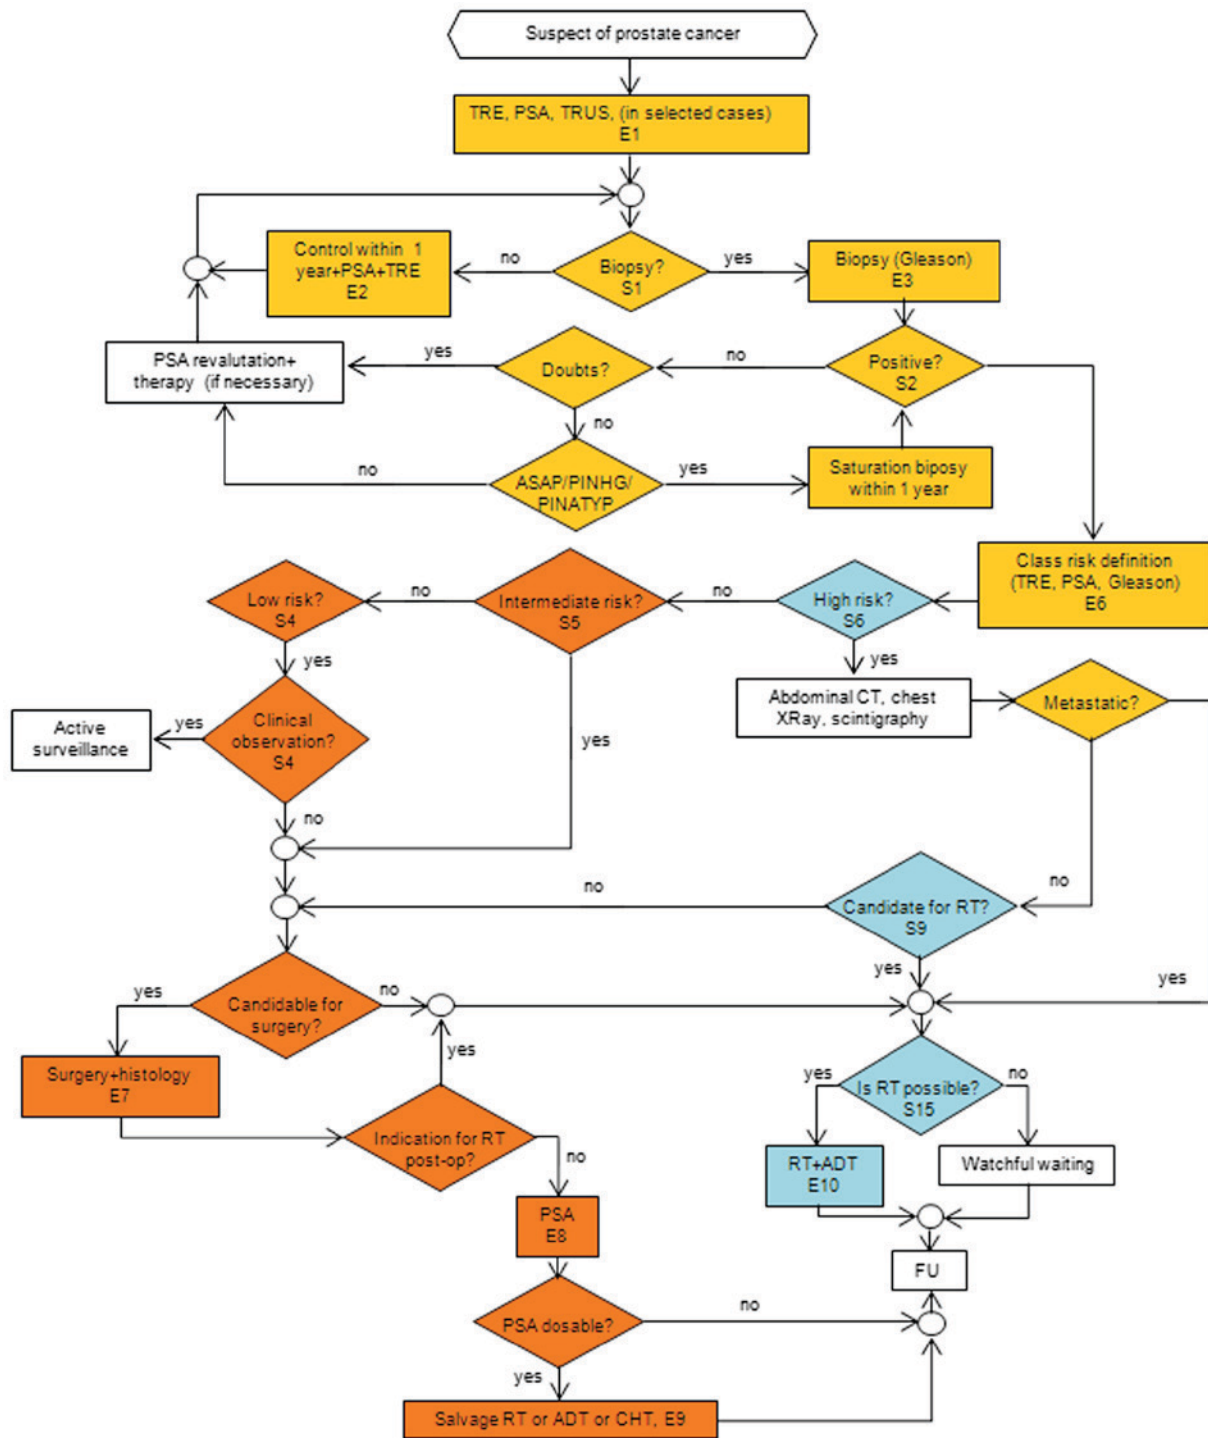 Suspect of prostate cancer
TRE, PSA, TRUS, (in selected cases)
E1
Control within 1
year+PSA+TRE
E2
no
Biopsy?
S1
yes
Biopsy (Gleason)
E3
PSA revalutation+
therapy (if necessary)
yes
Doubts?
no
Positive?
S2
no
no
ASAP/PINHG/
PINATYP
yes
Saturation biposy
within 1 year
Class risk definition
(TRE, PSA, Gleason)
E6
Low risk?
S4
no
Intermediate risk?
S5
no
High risk?
S6
yes
yes
Active
surveillance
yes
Clinical
observation?
S4
yes
Abdominal CT, chest
XRay, scintigraphy
Metastatic?
no
no
Candidate for RT?
S9
no
yes
yes
yes
Candidable for
surgery?
no
Surgery+histology
E7
yes
Indication for RT
post-op?
no
yes
Is RT possible?
S15
no
RT+ADT
E10
Watchful waiting
PSA
E8
FU
PSA dosable?
no
yes
Salvage RT or ADT or CHT, E9